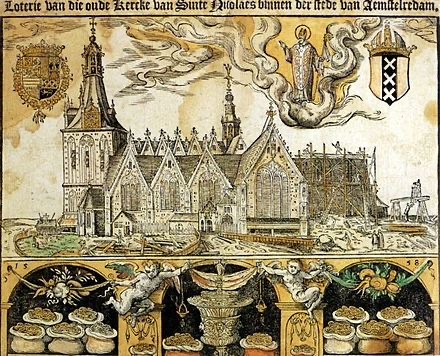 Loterie van die oude Kercke van Sinte Nicolaes binnen der stede van Aemstelredam,
15 58